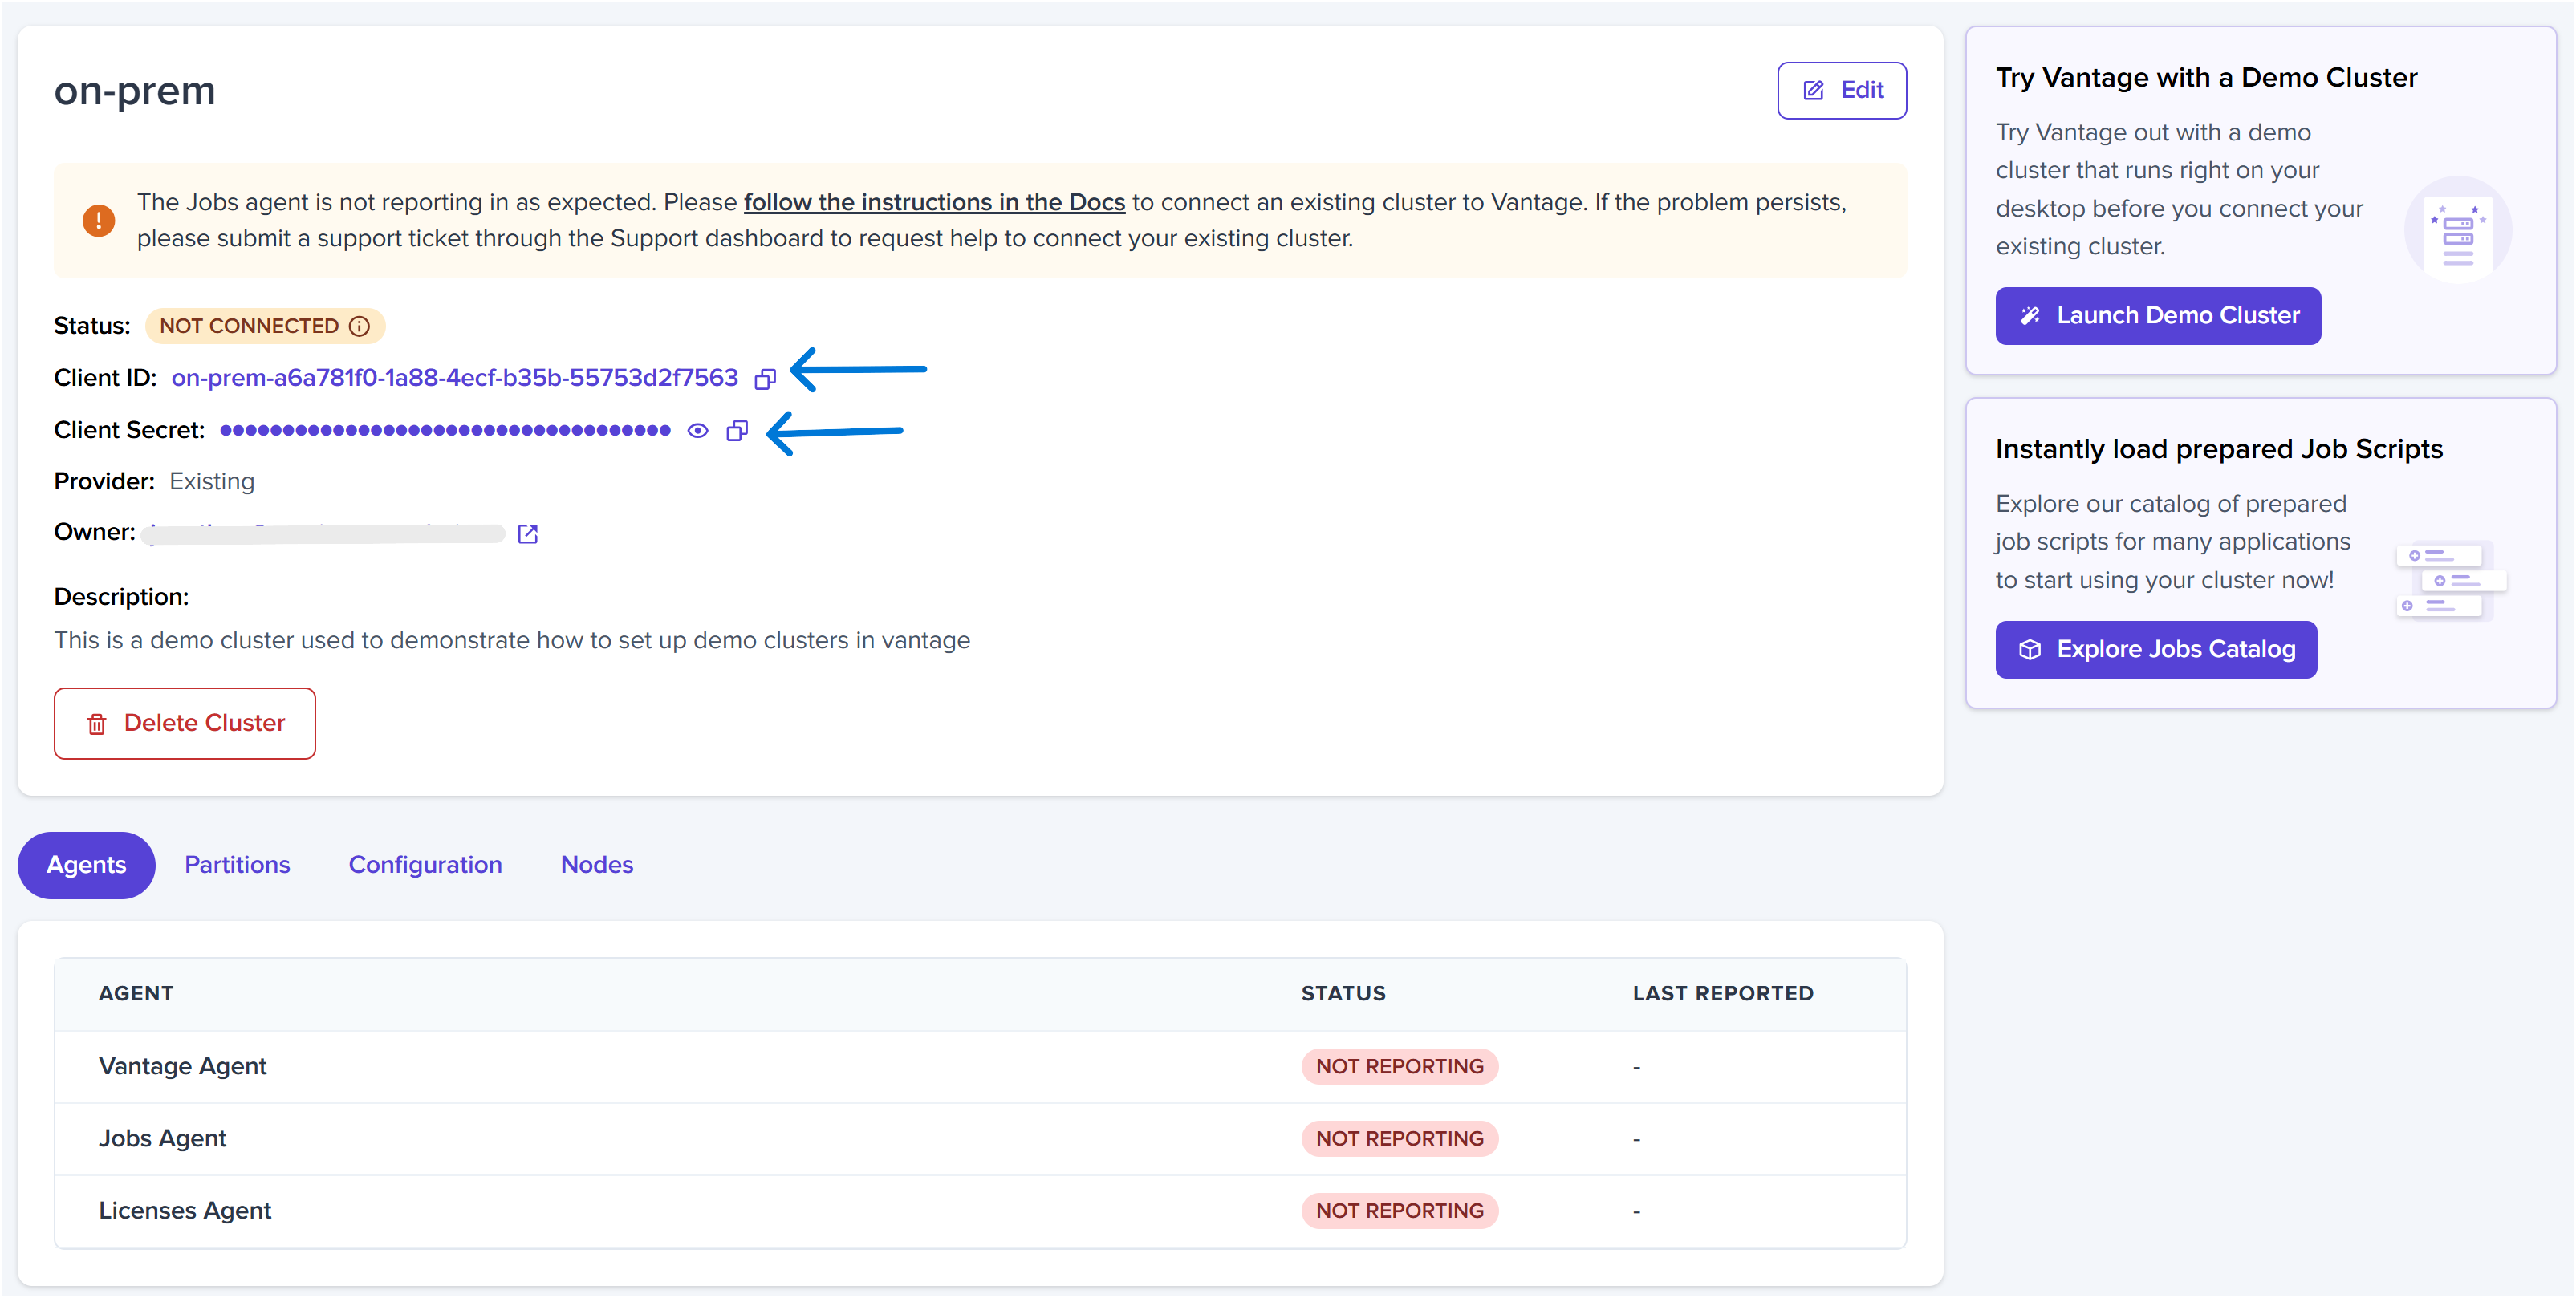 on-prem
Edit
The Jobs agent is not reporting in as expected. Please follow the instructions in the Docs to connect an existing cluster to Vantage. If the problem persists,
please submit a support ticket through the Support dashboard to request help to connect your existing cluster.
Status: NOT CONNECTED
Client ID: on-prem-a6a781f0-1a88-4ecf-b35b-55753d2f7563
Client Secret: ••••••••••••••••••••••••••••••••••••
Provider: Existing
Owner:
Description:
This is a demo cluster used to demonstrate how to set up demo clusters in vantage
Delete Cluster
Agents Partitions Configuration Nodes
AGENT STATUS LAST REPORTED
Vantage Agent NOT REPORTING -
Jobs Agent NOT REPORTING -
Licenses Agent NOT REPORTING -
Try Vantage with a Demo Cluster
Try Vantage out with a demo
cluster that runs right on your
desktop before you connect your
existing cluster.
Launch Demo Cluster
Instantly load prepared Job Scripts
Explore our catalog of prepared
job scripts for many applications
to start using your cluster now!
Explore Jobs Catalog